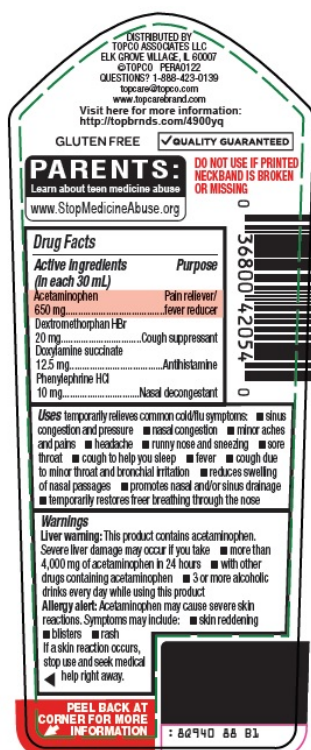 DISTRIBUTED BY
TOPCO ASSOCIATES LLC
ELK GROVE VILLAGE, IL 60007
©TOPCO PERA0122
QUESTIONS? 1-888-423-0139
topcare@topco.com
www.topcarebrand.com
Visit here for more information:
http://topbrnds.com/4900yq
GLUTEN FREE ✓QUALITY GUARANTEED
PARENTS:
Learn about teen medicine abuse
www.StopMedicineAbuse.org
DO NOT USE IF PRINTED
NECKBAND IS BROKEN
OR MISSING
0 36800 42054 0
Drug Facts
Active Ingredients Purpose
(in each 30 mL)
Acetaminophen Pain reliever/
650 mg...............................fever reducer
Dextromethorphan HBr
20 mg..........................Cough suppressant
Doxylamine succinate
12.5 mg..................................Antihistamine
Phenylephrine HCl
10 mg..........................Nasal decongestant
Uses temporarily relieves common cold/flu symptoms: ■ sinus
congestion and pressure ■ nasal congestion ■ minor aches
and pains ■ headache ■ runny nose and sneezing ■ sore
throat ■ cough to help you sleep ■ fever ■ cough due
to minor throat and bronchial irritation ■ reduces swelling
of nasal passages ■ promotes nasal and/or sinus drainage
■ temporarily restores freer breathing through the nose
Warnings
Liver warning: This product contains acetaminophen.
Severe liver damage may occur if you take ■ more than
4,000 mg of acetaminophen in 24 hours ■ with other
drugs containing acetaminophen ■ 3 or more alcoholic
drinks every day while using this product
Allergy alert: Acetaminophen may cause severe skin
reactions. Symptoms may include: ■ skin reddening
■ blisters ■ rash
If a skin reaction occurs,
stop use and seek medical
help right away.
PEEL BACK AT
CORNER FOR MORE
INFORMATION
: 82940 88 B1